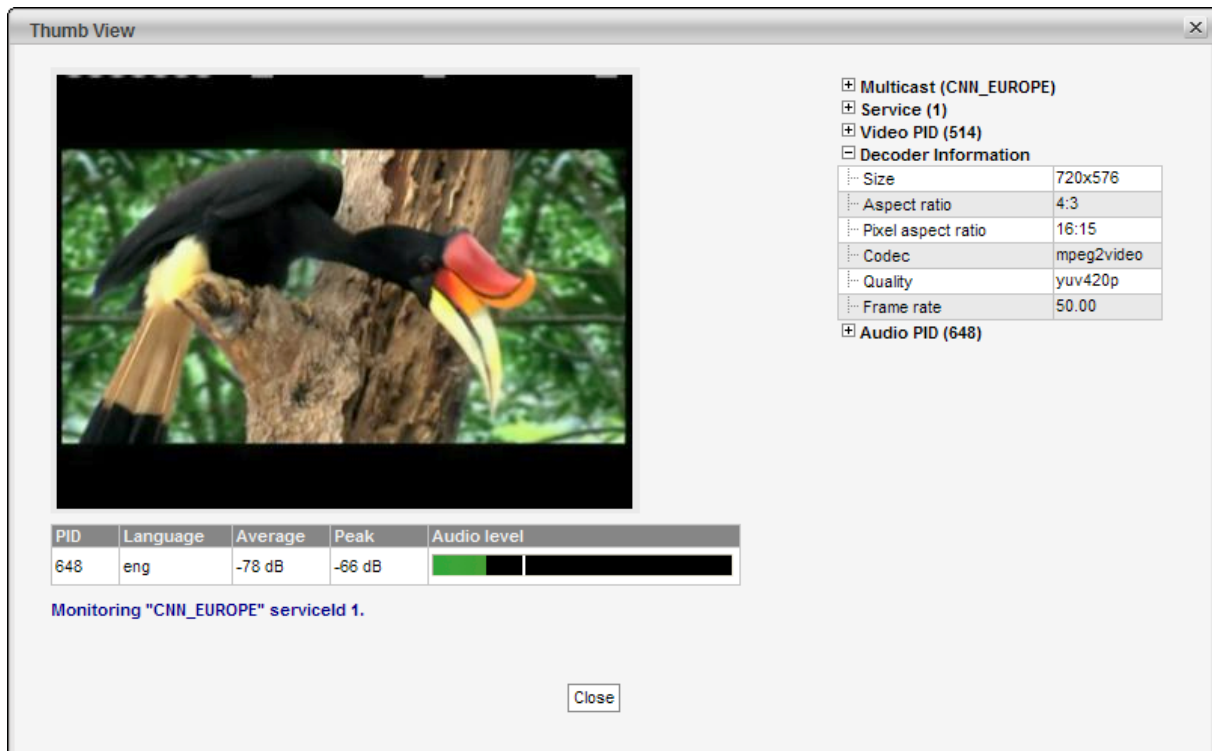 Thumb View
Multicast (CNN_EUROPE)
Service (1)
Video PID (514)
Decoder Information
Size 720x576
Aspect ratio 4:3
Pixel aspect ratio 16:15
Codec mpeg2video
Quality yuv420p
Frame rate 50.00
Audio PID (648)
PID Language Average Peak Audio level
648 eng -78 dB -66 dB
Monitoring "CNN_EUROPE" serviceId 1.
Close